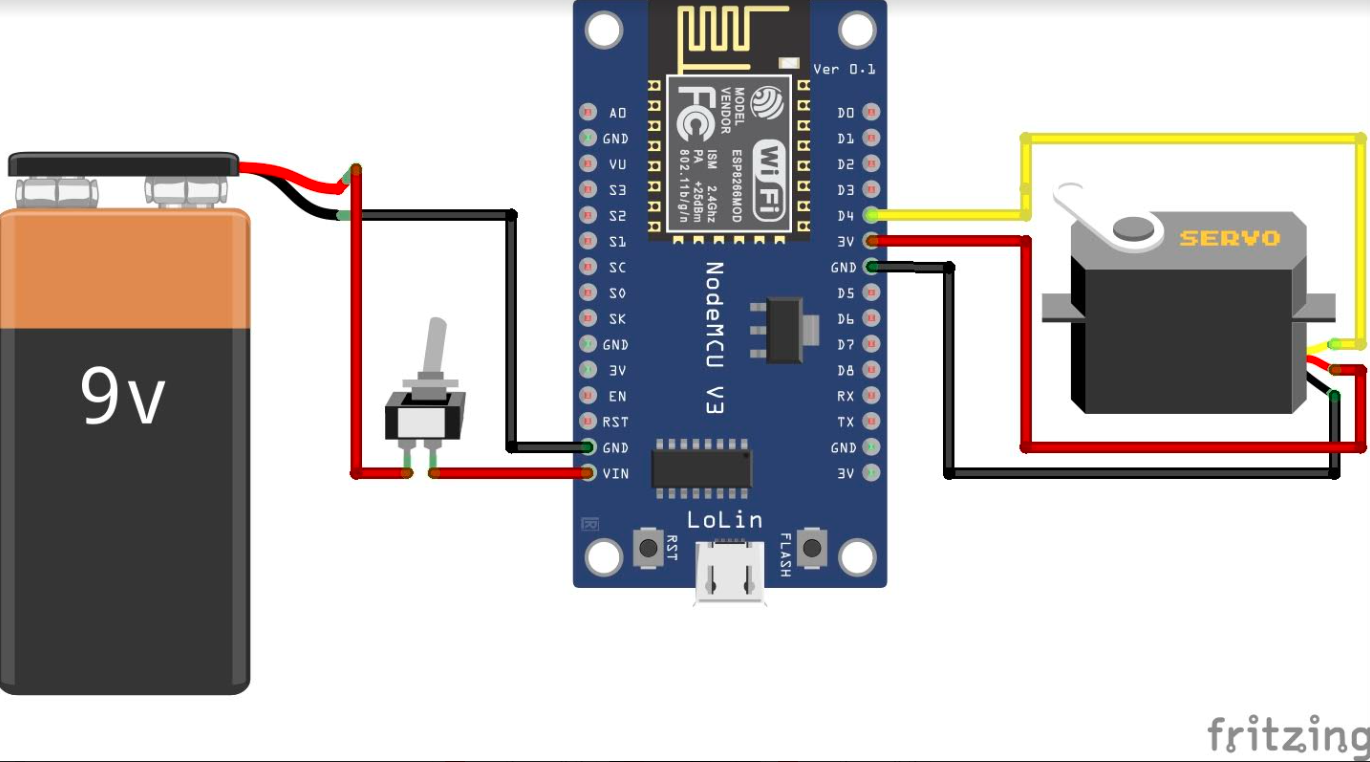 9v
Ver 0.1
A0
GND
VU
S3
S2
S1
SC
S0
SK
GND
3V
EN
RST
GND
VIN
D0
D1
D2
D3
D4
3V
GND
D5
D6
D7
D8
RX
TX
GND
3V
MODEL
VENDOR
ESP8266MOD
WiFi
FC
ISM 2.4Ghz
PA +25dBm
802.11b/g/n
NodeMCU V3
LoLin
RST
FLASH
SERVO
fritzing